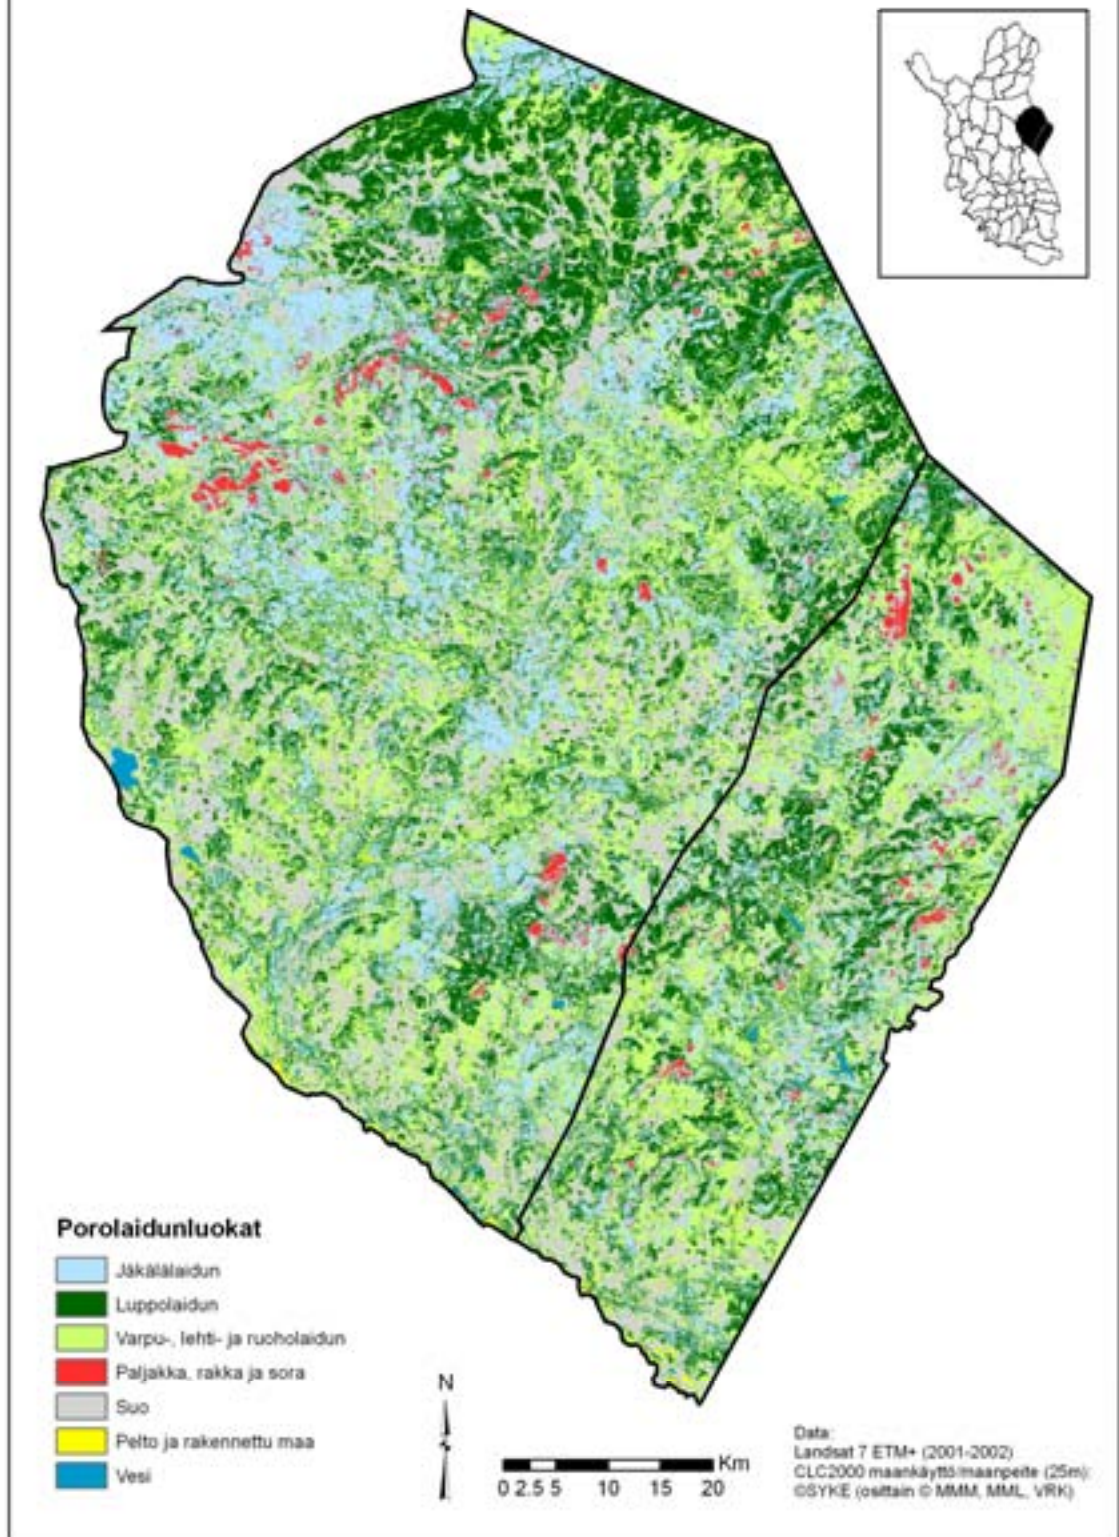 Porolaidunluokat
Jäkälälaidun
Luppolaidun
Varpu-, lehti- ja ruoholaidun
Paljakka, rakka ja sora
Suo
Pelto ja rakennettu maa
Vesi
N
Km
0 2.5 5 10 15 20
Data:
Landsat 7 ETM+ (2001-2002)
CLC2000 maankäyttö/maanpeite (25m):
©SYKE (osittain © MMM, MML, VRK)